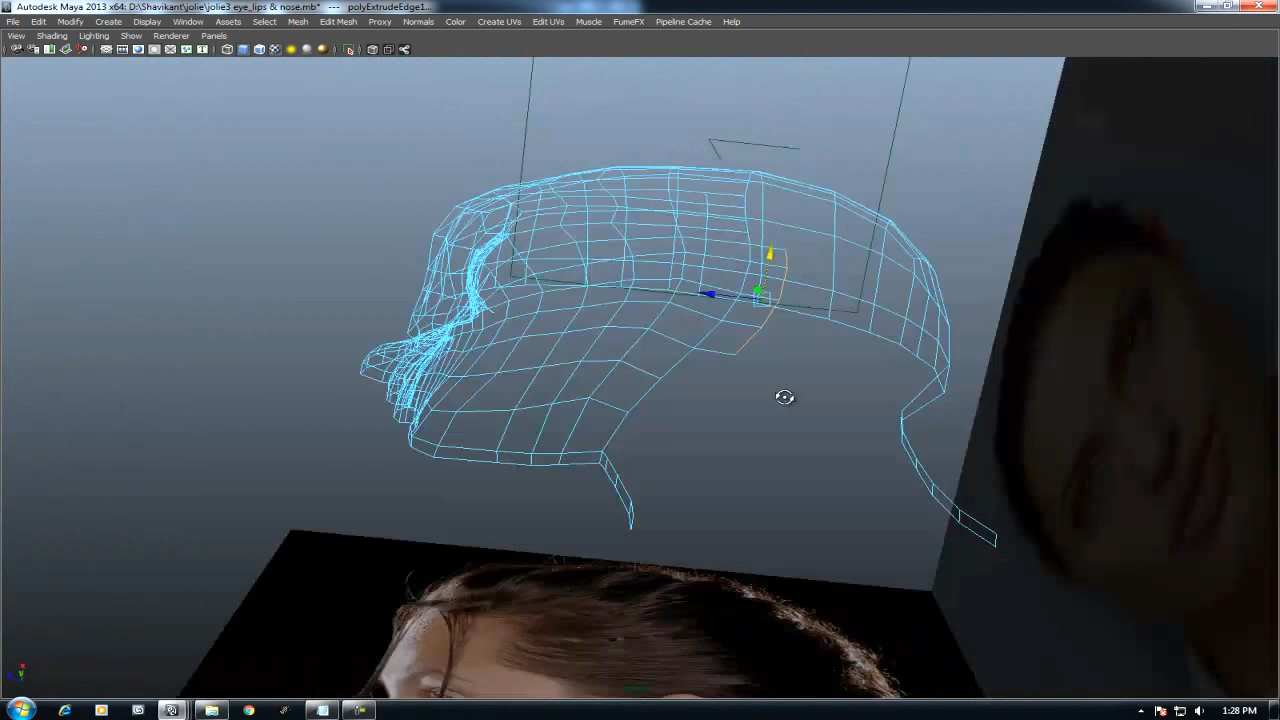 Autodesk Maya 2013 x64: D:\Shavikant\jolie\jolie3 eye_lips & nose.mb* --- polyExtrudeEdge1...
File Edit Modify Create Display Window Assets Select Mesh Edit Mesh Proxy Normals Color Create UVs Edit UVs Muscle FumeFX Pipeline Cache Help
View Shading Lighting Show Renderer Panels
1:28 PM